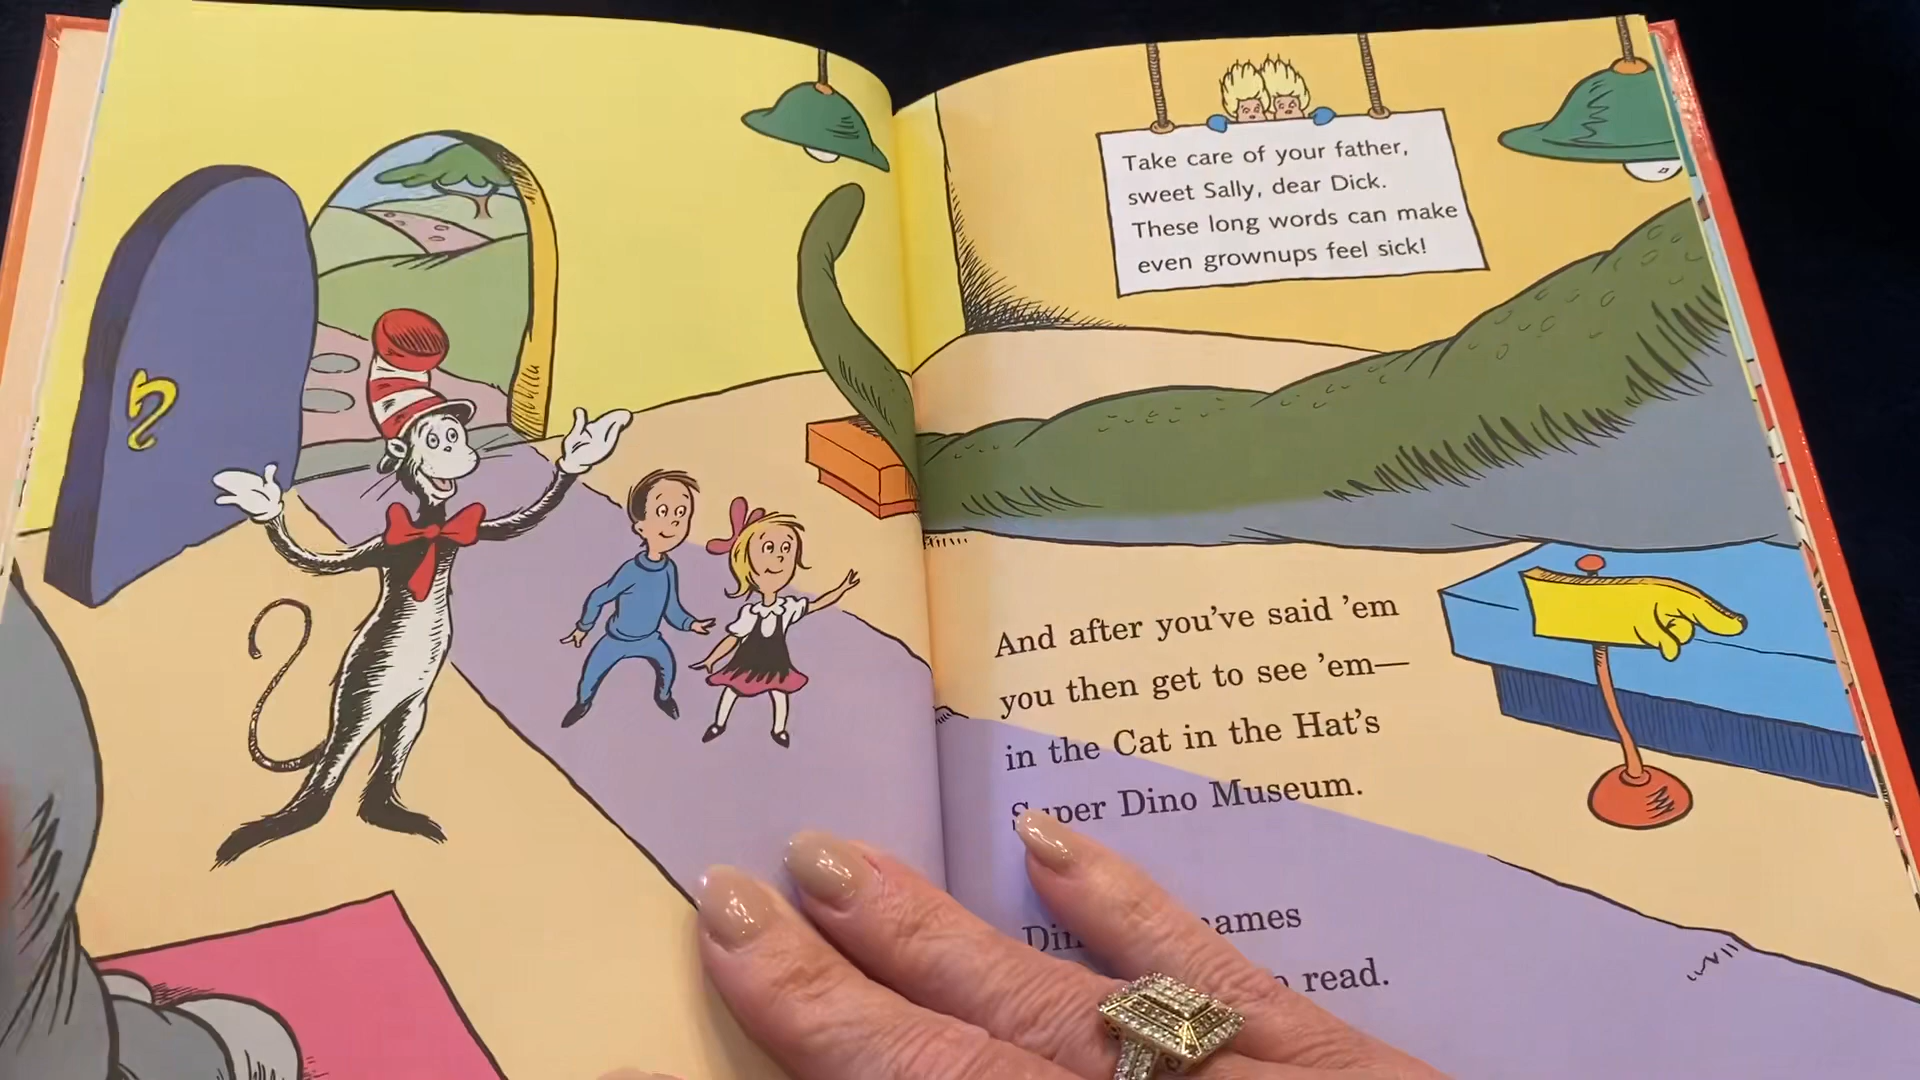 Take care of your father,
sweet Sally, dear Dick.
These long words can make
even grownups feel sick!
And after you've said 'em
you then get to see 'em—
in the Cat in the Hat's
Super Dino Museum.
read.